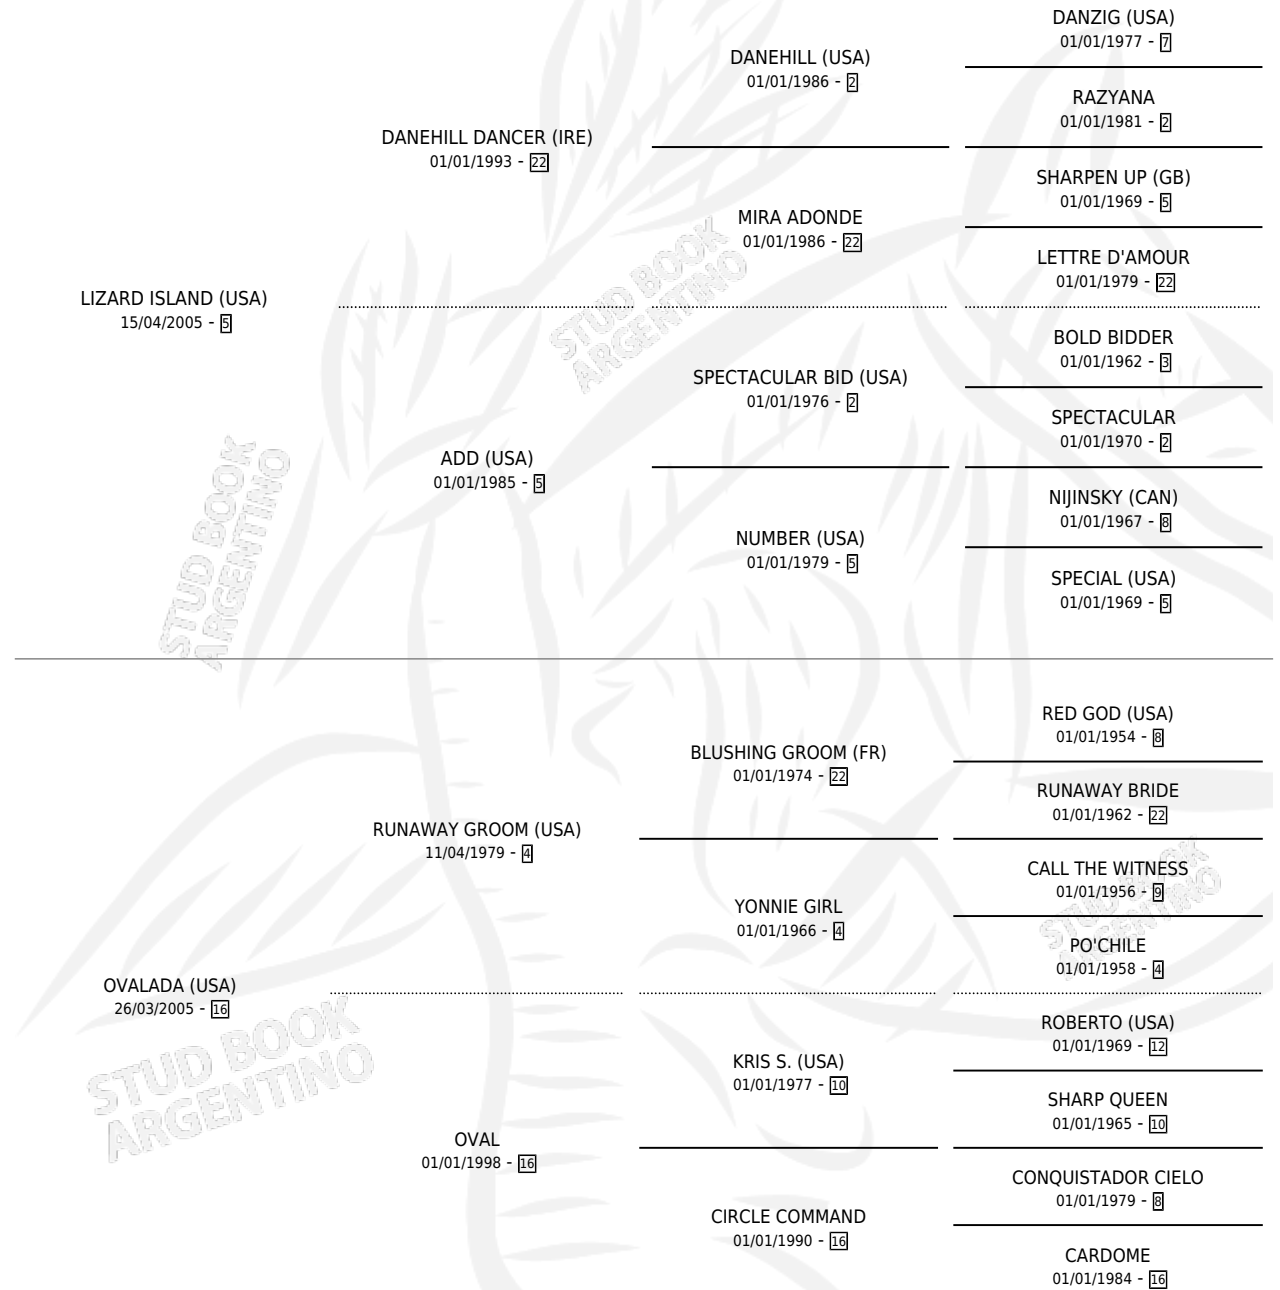 DANZIG (USA)
01/01/1977 - 7
DANEHILL (USA)
01/01/1986 - 2
RAZYANA
01/01/1981 - 2
DANEHILL DANCER (IRE)
01/01/1993 - 22
SHARPEN UP (GB)
01/01/1969 - 5
MIRA ADONDE
01/01/1986 - 22
LETTRE D'AMOUR
01/01/1979 - 22
LIZARD ISLAND (USA)
15/04/2005 - 5
STUD BOOK
ARGENTINO
BOLD BIDDER
01/01/1962 - 3
SPECTACULAR BID (USA)
01/01/1976 - 2
SPECTACULAR
01/01/1970 - 2
ADD (USA)
01/01/1985 - 5
NIJINSKY (CAN)
01/01/1967 - 8
NUMBER (USA)
01/01/1979 - 5
SPECIAL (USA)
01/01/1969 - 5
STUD BOOK
ARGENTINO
RED GOD (USA)
01/01/1954 - 8
BLUSHING GROOM (FR)
01/01/1974 - 22
RUNAWAY BRIDE
01/01/1962 - 22
RUNAWAY GROOM (USA)
11/04/1979 - 4
CALL THE WITNESS
01/01/1956 - 9
YONNIE GIRL
01/01/1966 - 4
STUD BOOK
ARGENTINO
PO'CHILE
01/01/1958 - 4
OVALADA (USA)
26/03/2005 - 16
STUD BOOK
ARGENTINO
ROBERTO (USA)
01/01/1969 - 12
KRIS S. (USA)
01/01/1977 - 10
SHARP QUEEN
01/01/1965 - 10
OVAL
01/01/1998 - 16
CONQUISTADOR CIELO
01/01/1979 - 8
CIRCLE COMMAND
01/01/1990 - 16
CARDOME
01/01/1984 - 16